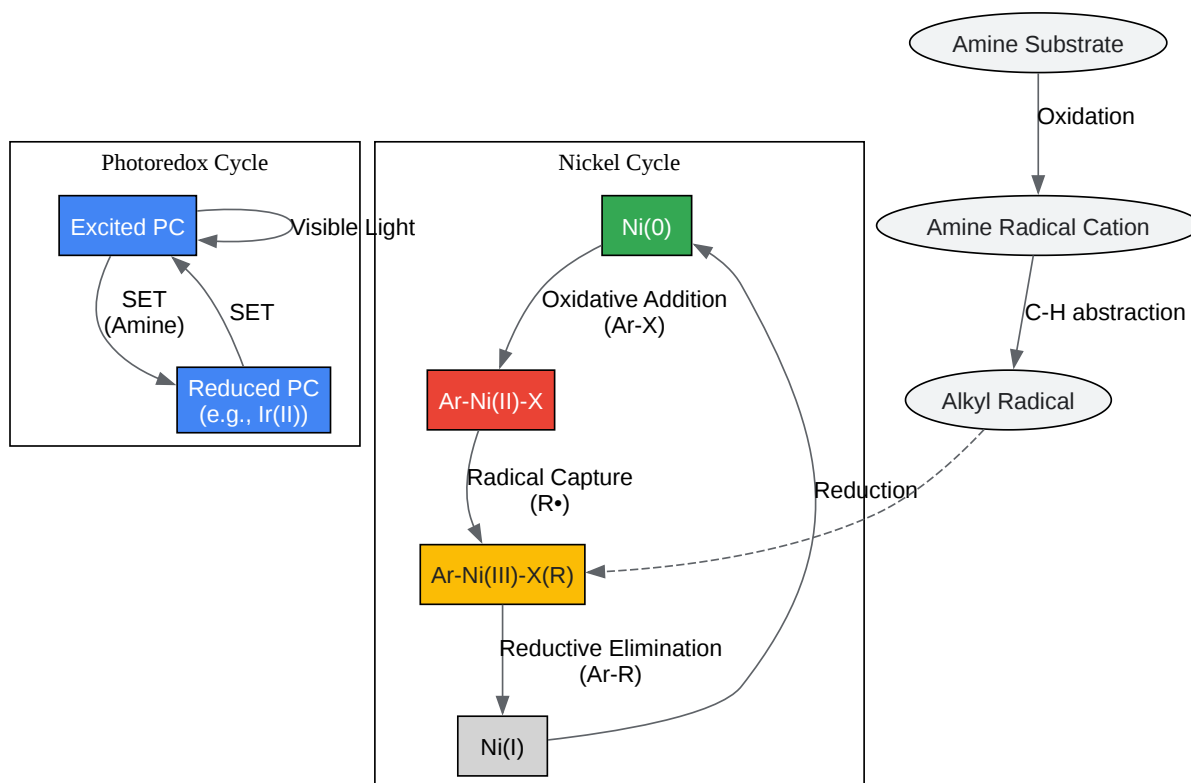 Amine Substrate
Oxidation
Photoredox Cycle
Nickel Cycle
Excited PC
Visible Light
Ni(0)
Amine Radical Cation
SET
(Amine)
SET
Oxidative Addition
(Ar-X)
C-H abstraction
Reduced PC
(e.g., Ir(II))
Ar-Ni(II)-X
Alkyl Radical
Radical Capture
(R•)
Reduction
Ar-Ni(III)-X(R)
Reductive Elimination
(Ar-R)
Ni(I)